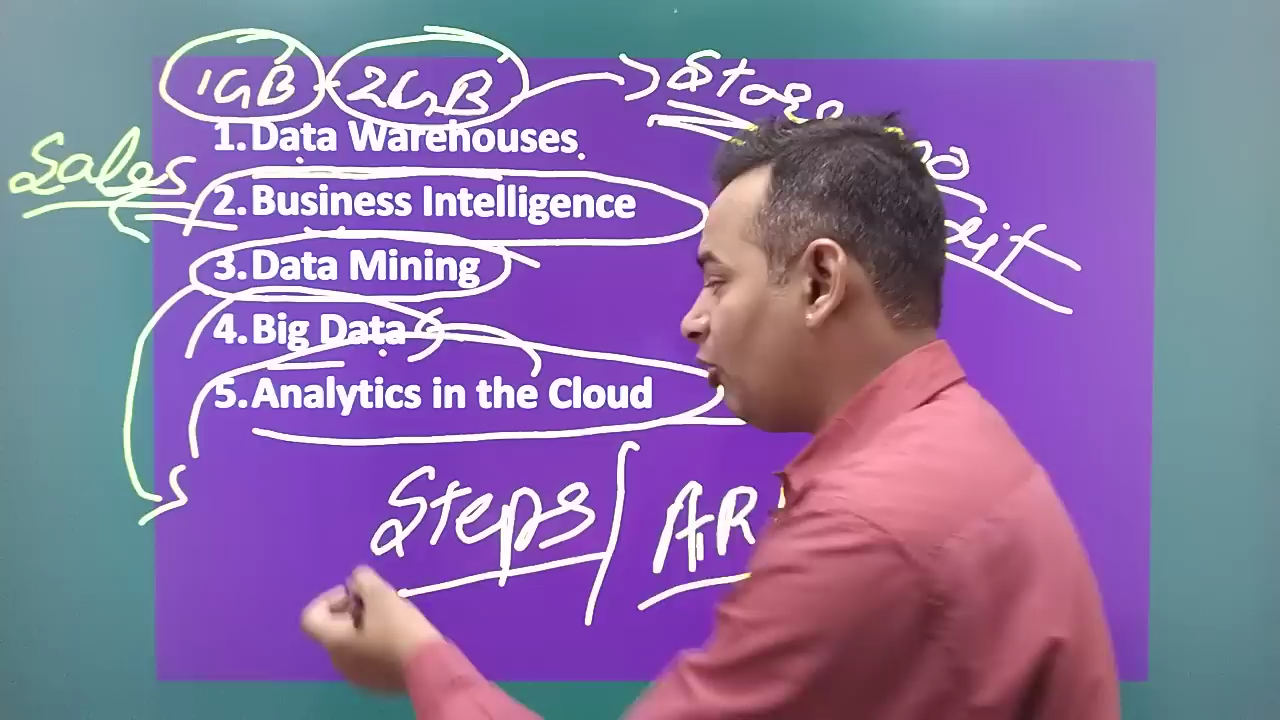 1GB 2GB
Sales
1. Data Warehouses.
2. Business Intelligence
3. Data Mining
4. Big Data
5. Analytics in the Cloud
Steps / AR